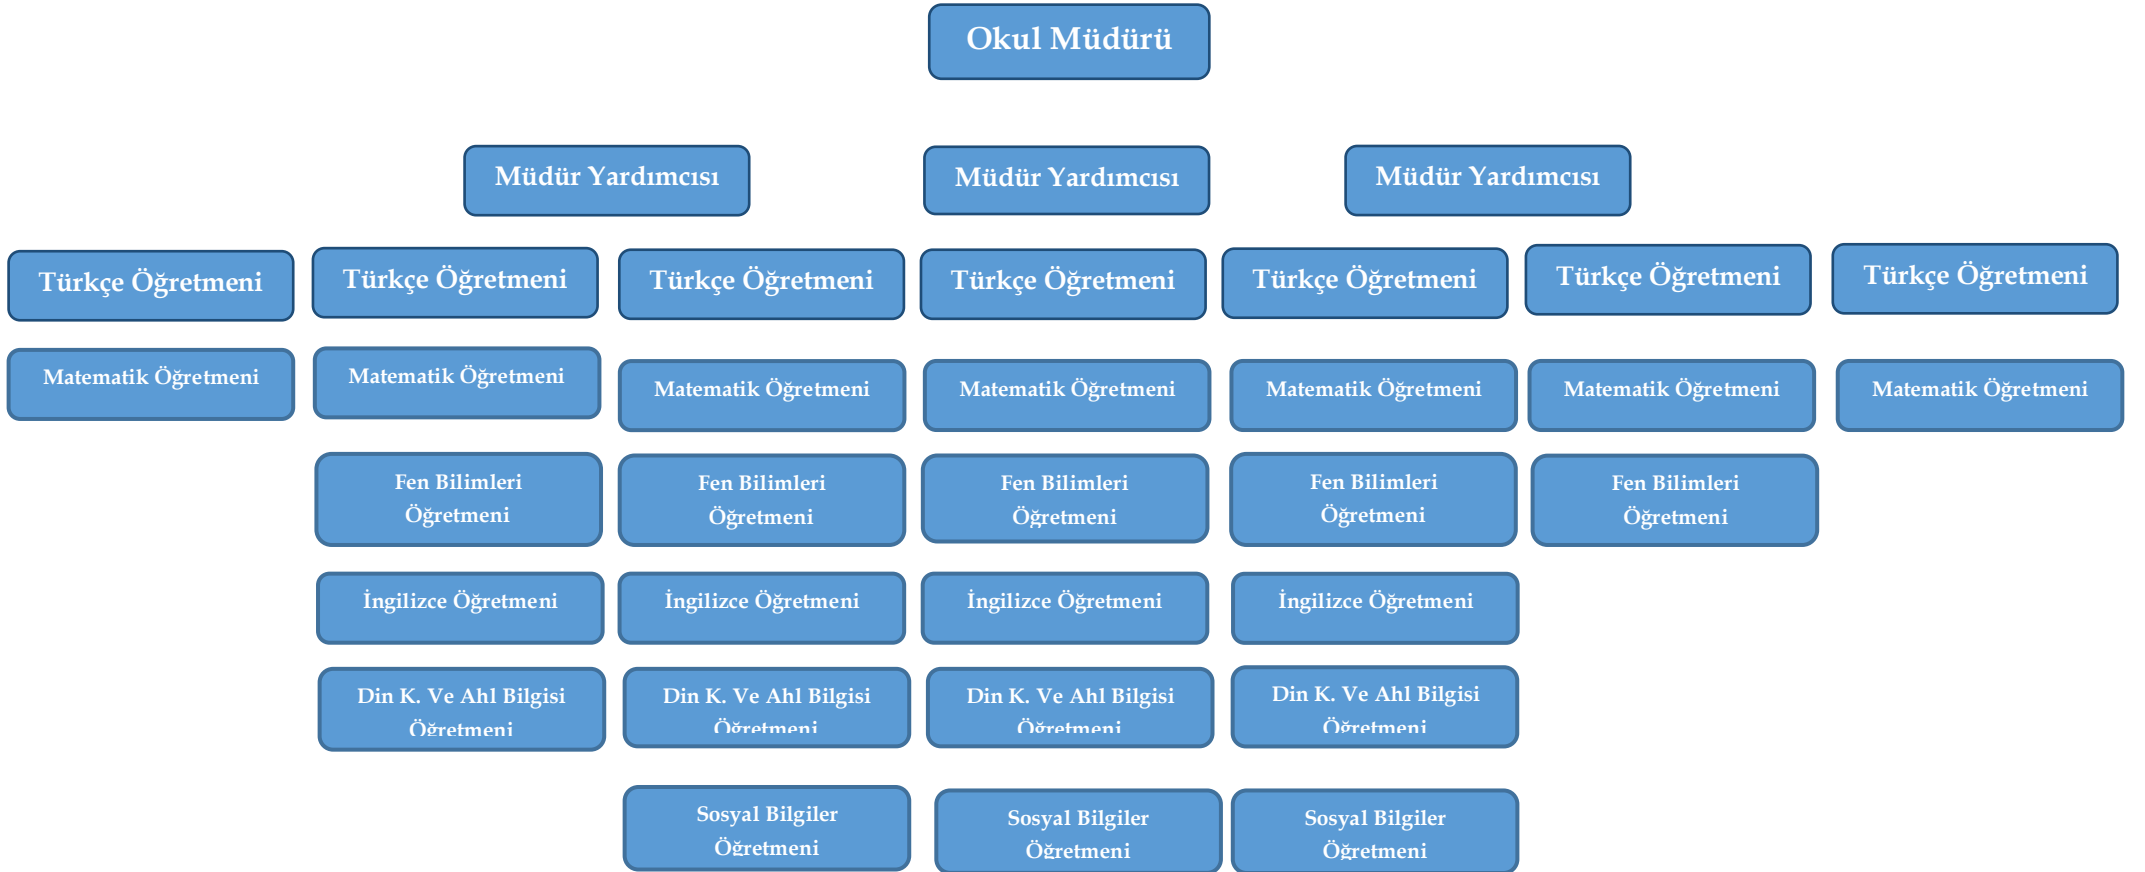 Okul Müdürü
Müdür Yardımcısı
Müdür Yardımcısı
Müdür Yardımcısı
Türkçe Öğretmeni
Türkçe Öğretmeni
Türkçe Öğretmeni
Türkçe Öğretmeni
Türkçe Öğretmeni
Türkçe Öğretmeni
Türkçe Öğretmeni
Matematik Öğretmeni
Matematik Öğretmeni
Matematik Öğretmeni
Matematik Öğretmeni
Matematik Öğretmeni
Matematik Öğretmeni
Matematik Öğretmeni
Fen Bilimleri
Öğretmeni
Fen Bilimleri
Öğretmeni
Fen Bilimleri
Öğretmeni
Fen Bilimleri
Öğretmeni
Fen Bilimleri
Öğretmeni
İngilizce Öğretmeni
İngilizce Öğretmeni
İngilizce Öğretmeni
İngilizce Öğretmeni
Din K. Ve Ahl Bilgisi
Öğretmeni
Din K. Ve Ahl Bilgisi
Öğretmeni
Din K. Ve Ahl Bilgisi
Öğretmeni
Din K. Ve Ahl Bilgisi
Öğretmeni
Sosyal Bilgiler
Öğretmeni
Sosyal Bilgiler
Öğretmeni
Sosyal Bilgiler
Öğretmeni